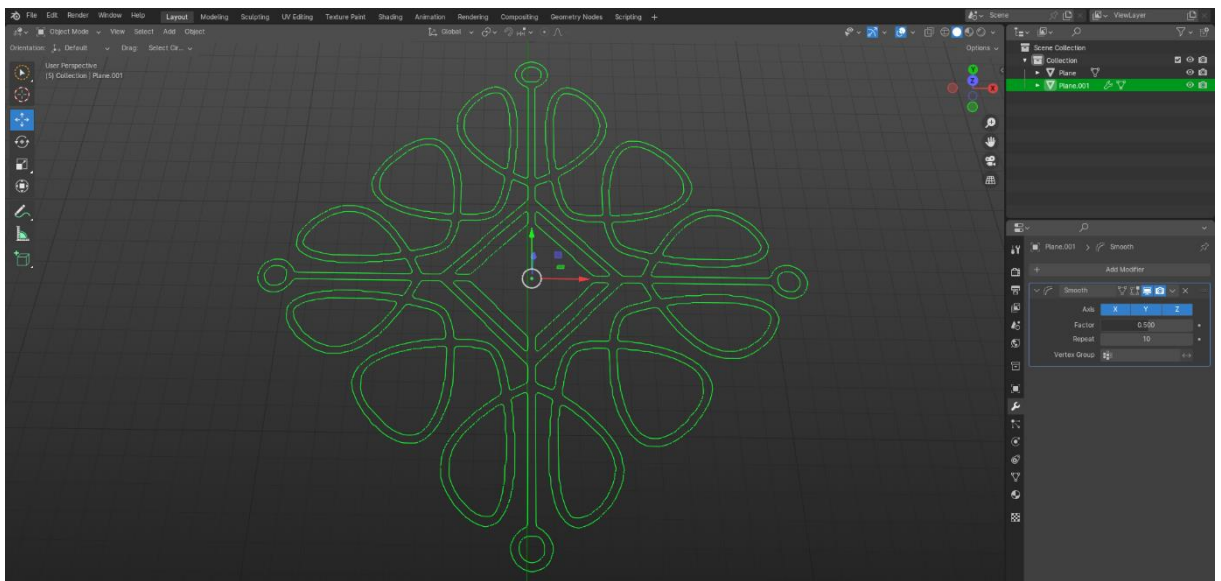 File Edit Render Window Help Layout Modeling Sculpting UV Editing Texture Paint Shading Animation Rendering Compositing Geometry Nodes Scripting + Scene ViewLayer
Object Mode View Select Add Object Global
Orientation: Default Drag: Select Cir... Options
User Perspective
(5) Collection | Plane.001
Z
X
Scene Collection
Collection
Plane
Plane.001
Plane.001 > Smooth
+ Add Modifier
Smooth
Axis X Y Z
Factor 0.500
Repeat 10
Vertex Group